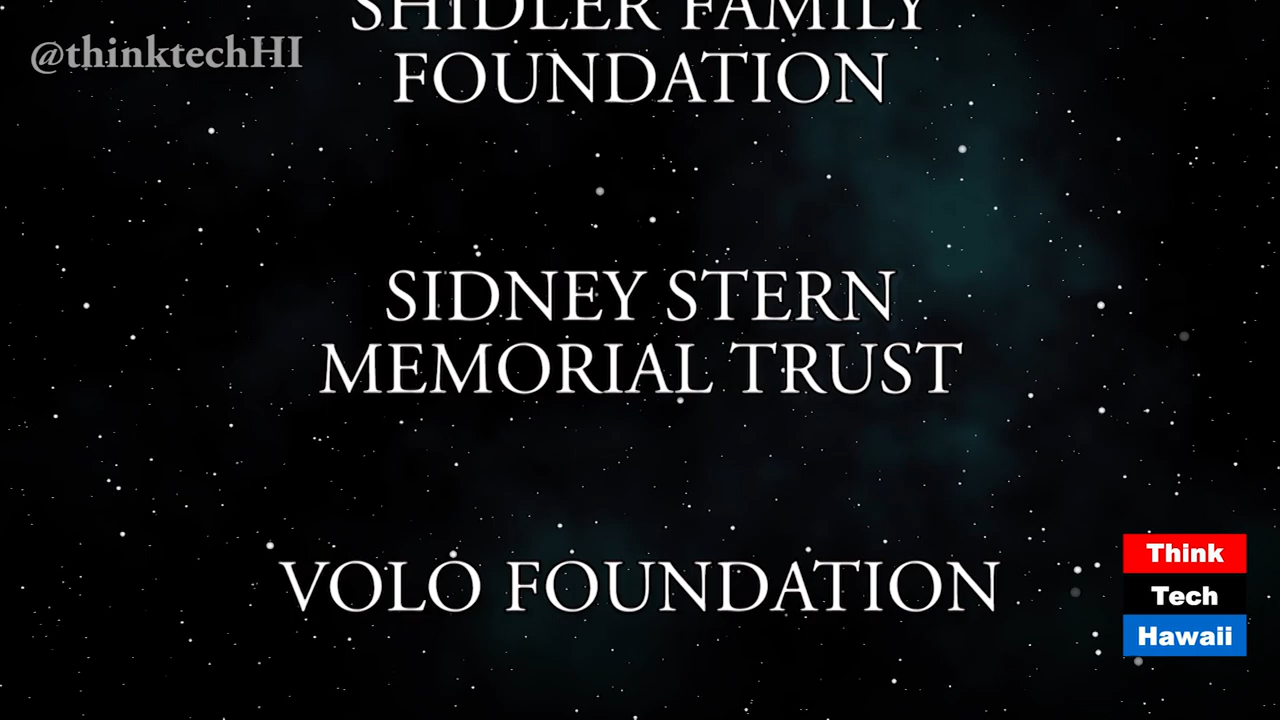 SHIDLER FAMILY
@thinktechHI
FOUNDATION
SIDNEY STERN
MEMORIAL TRUST
VOLO FOUNDATION
Think
Tech
Hawaii